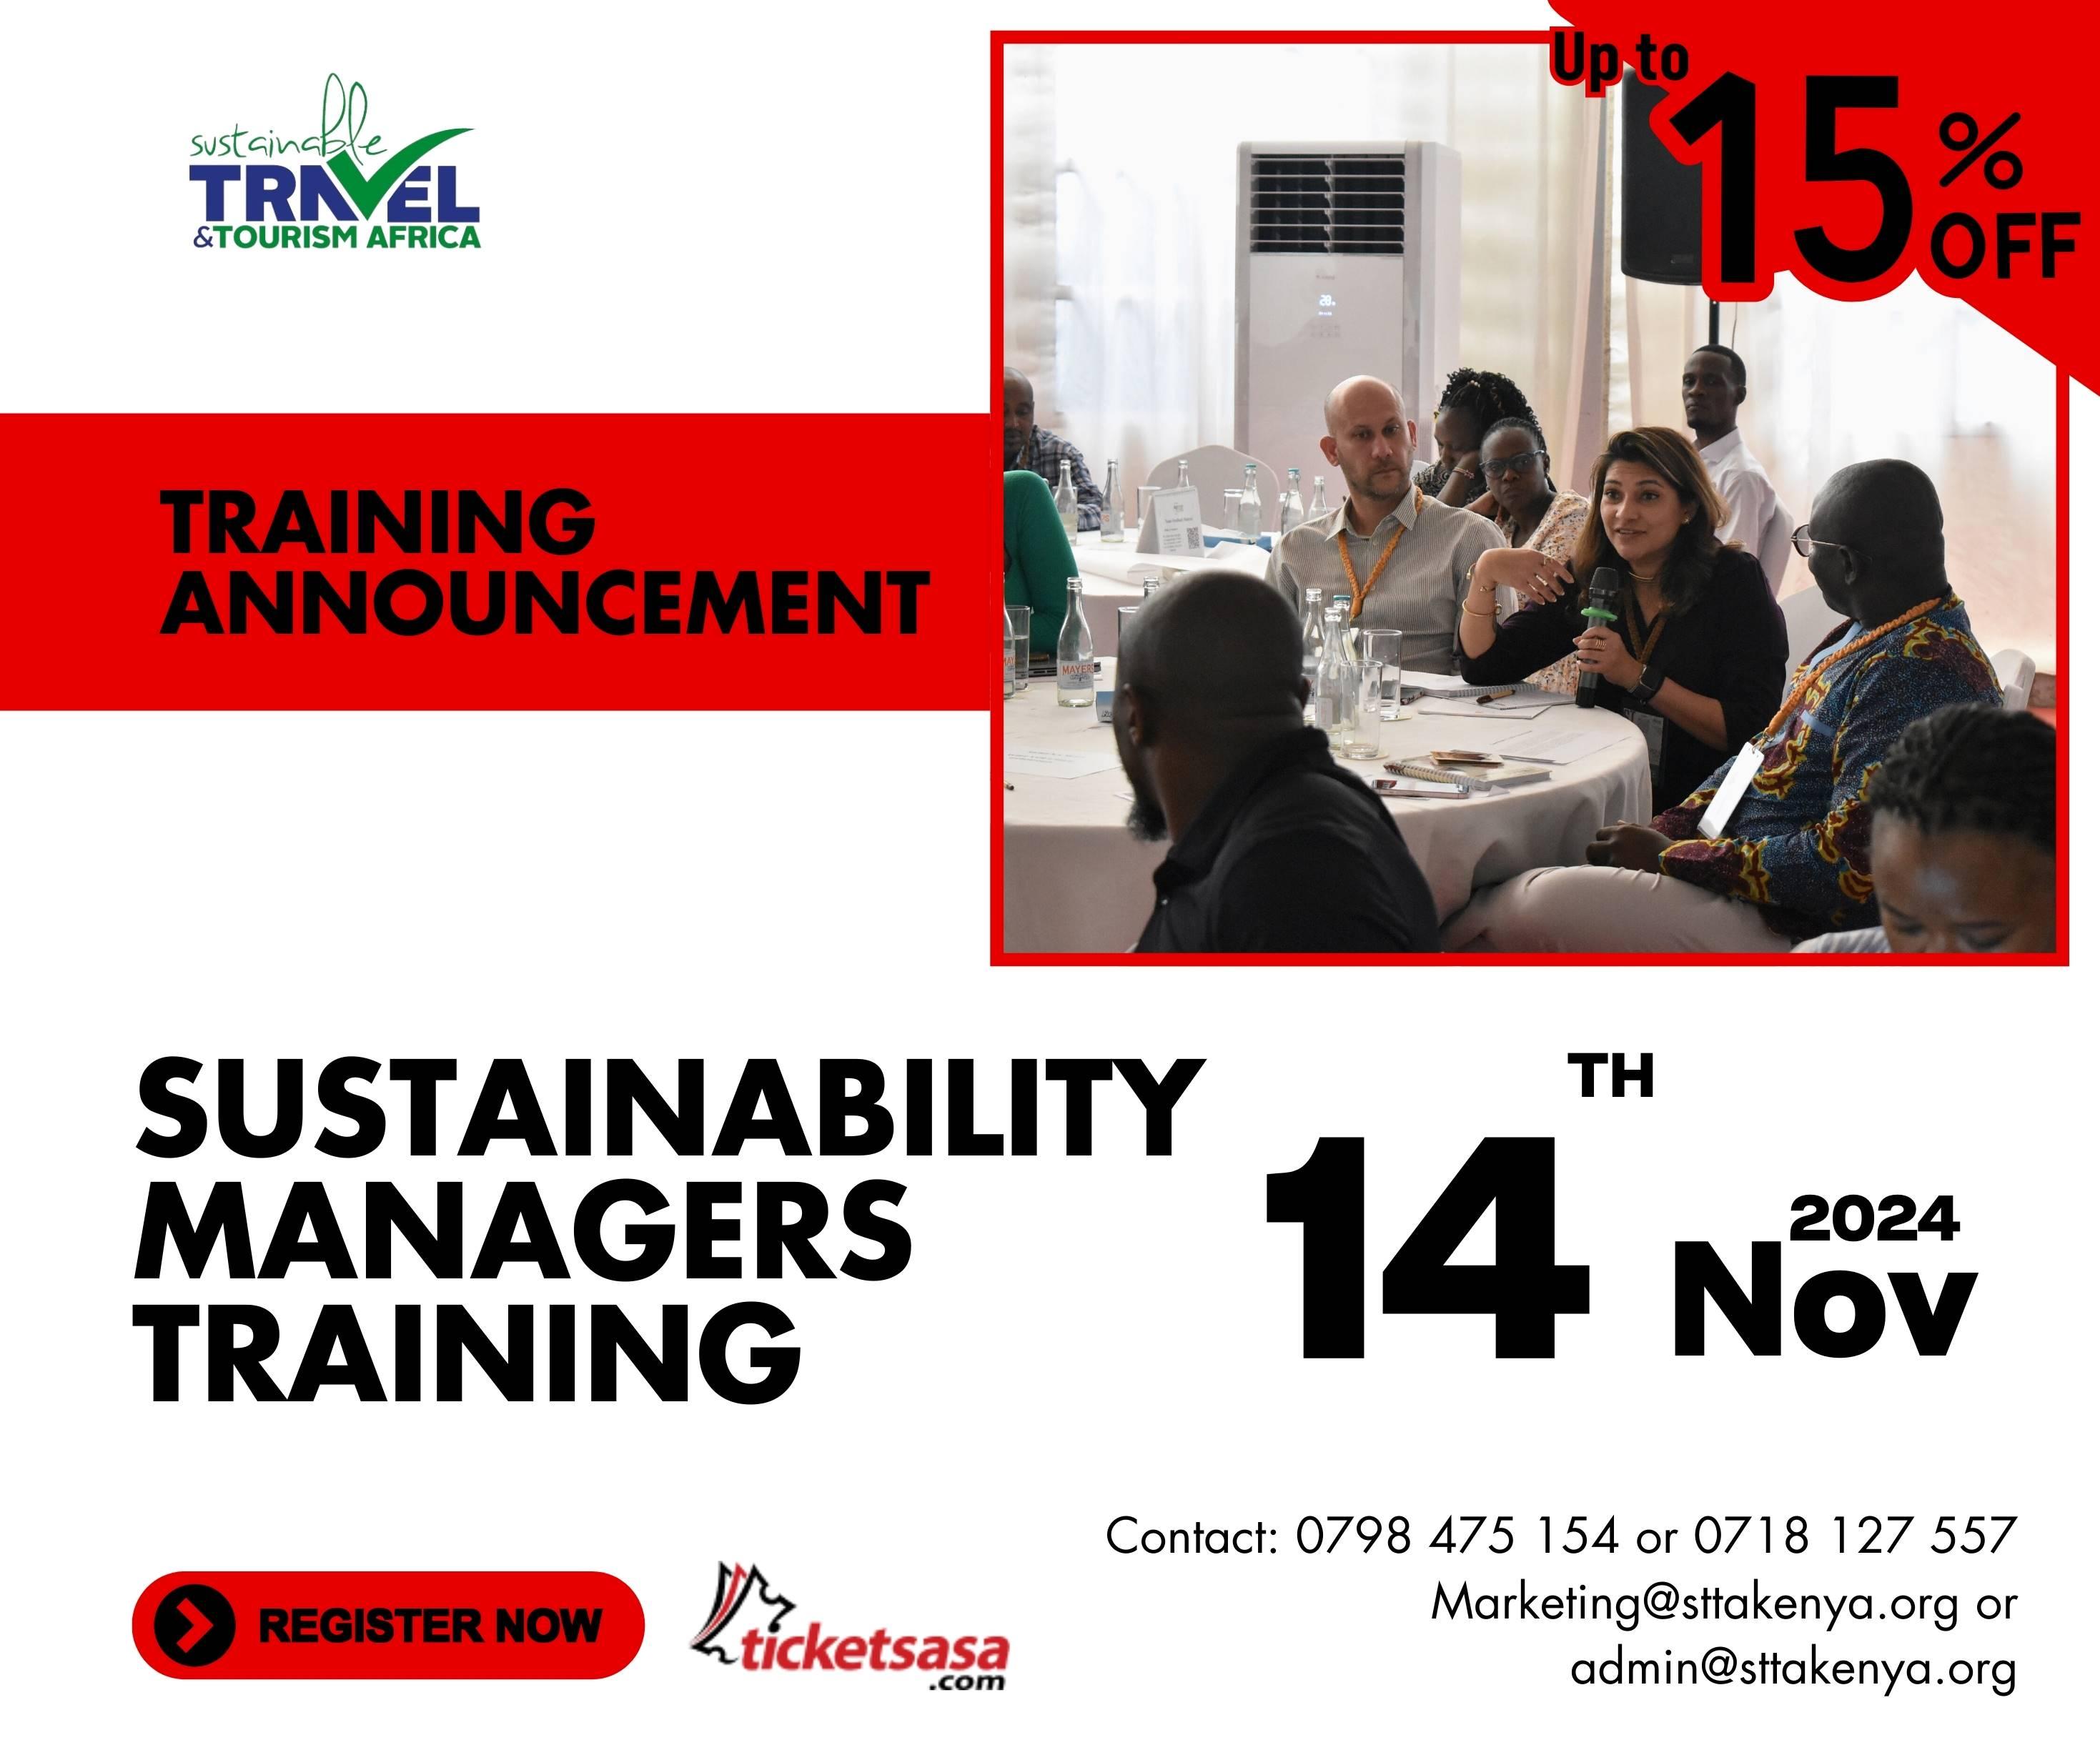 sustainable
TRAVEL
&TOURISM AFRICA
Up to
15%
OFF
TRAINING
ANNOUNCEMENT
MAYERS
SUSTAINABILITY
MANAGERS
TRAINING
14TH
2024
Nov
Contact: 0798 475 154 or 0718 127 557
Marketing@sttakenya.org or
admin@sttakenya.org
REGISTER NOW
ticketsasa
.com